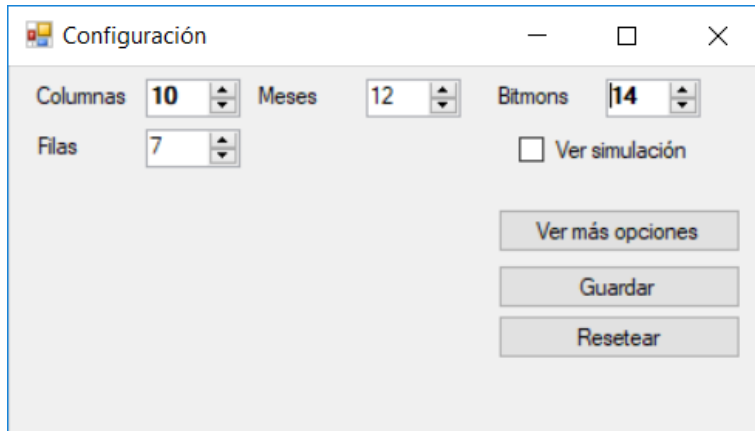 Configuración
Columnas 10 Meses 12 Bitmons 14
Filas 7 Ver simulación
Ver más opciones
Guardar
Resetear